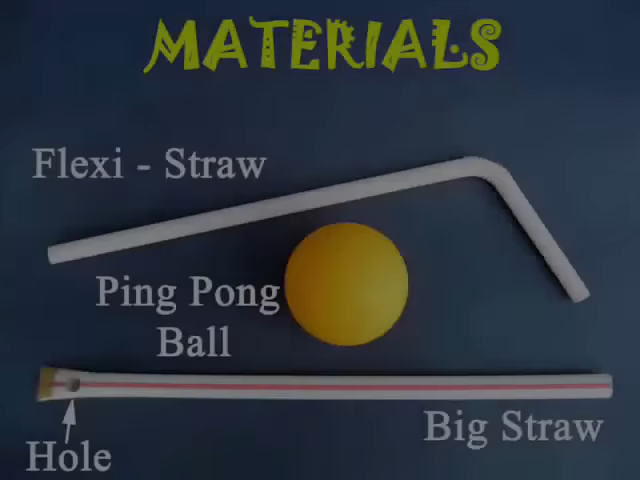 MATERIALS
Flexi - Straw
Ping Pong
Ball
Big Straw
Hole